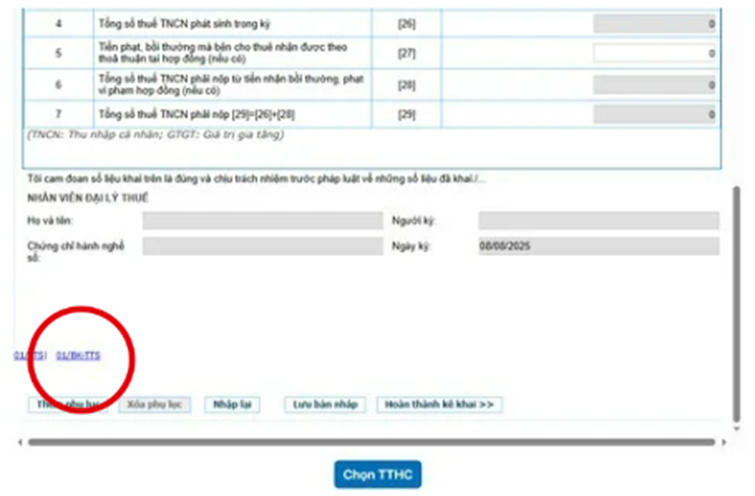 4 Tổng số thuế TNCN phát sinh trong kỳ [26] 0
5 Tiền phạt, bồi thường mà bên cho thuê nhận được theo thoả thuận tại hợp đồng (nếu có) [27] 0
6 Tổng số thuế TNCN phải nộp từ tiền nhận bồi thường, phạt vi phạm hợp đồng (nếu có) [28] 0
7 Tổng số thuế TNCN phải nộp [29]=[26]+[28] [29] 0
(TNCN: Thu nhập cá nhân; GTGT: Giá trị gia tăng)
Tôi cam đoan số liệu khai trên là đúng và chịu trách nhiệm trước pháp luật về những số liệu đã khai./...
NHÂN VIÊN ĐẠI LÝ THUẾ
Họ và tên: Người ký:
Chứng chỉ hành nghề số: Ngày ký: 08/08/2025
01/TTS| 01/BK-TTS
Thêm phụ lục Xóa phụ lục Nhập lại Lưu bản nháp Hoàn thành kê khai >>
Chọn TTHC